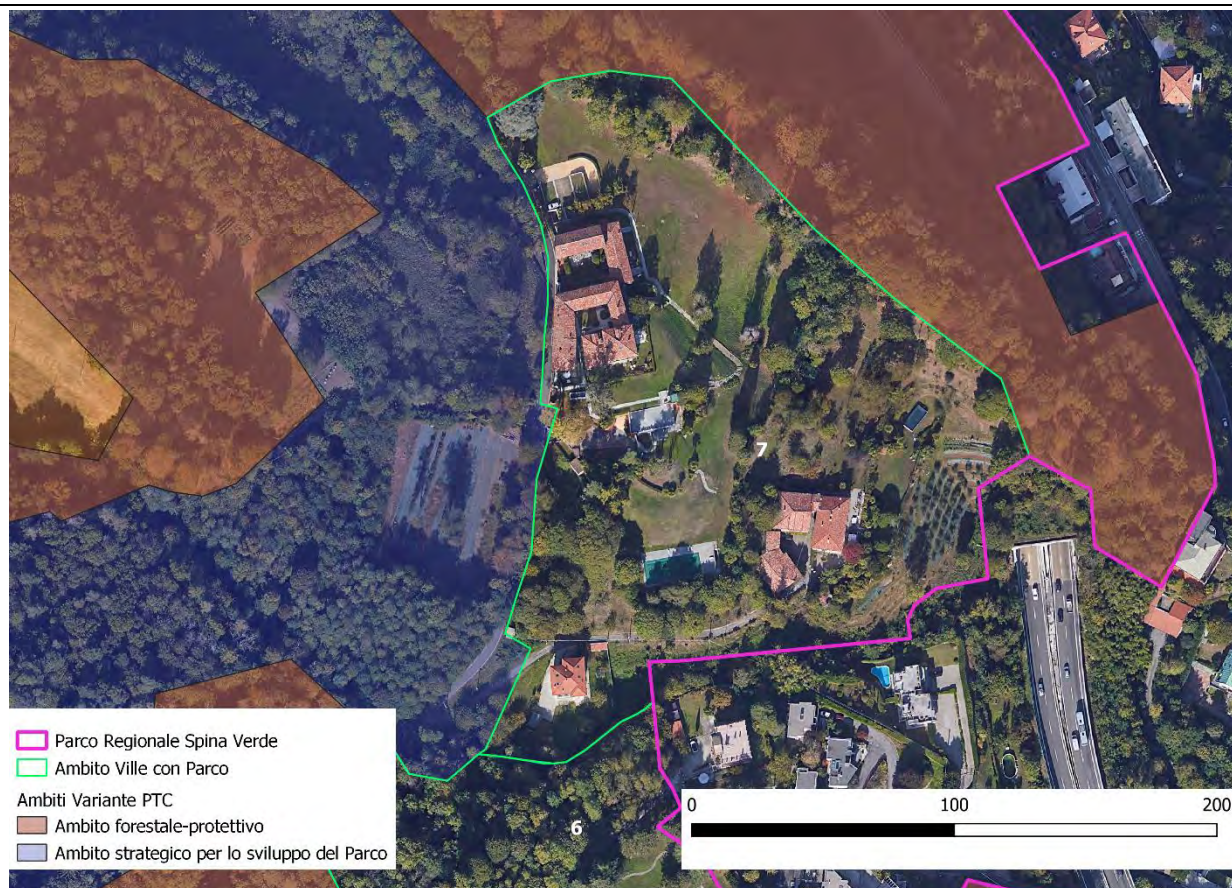 7
6
Parco Regionale Spina Verde
Ambito Ville con Parco
Ambiti Variante PTC
Ambito forestale-protettivo
Ambito strategico per lo sviluppo del Parco
0 100 200